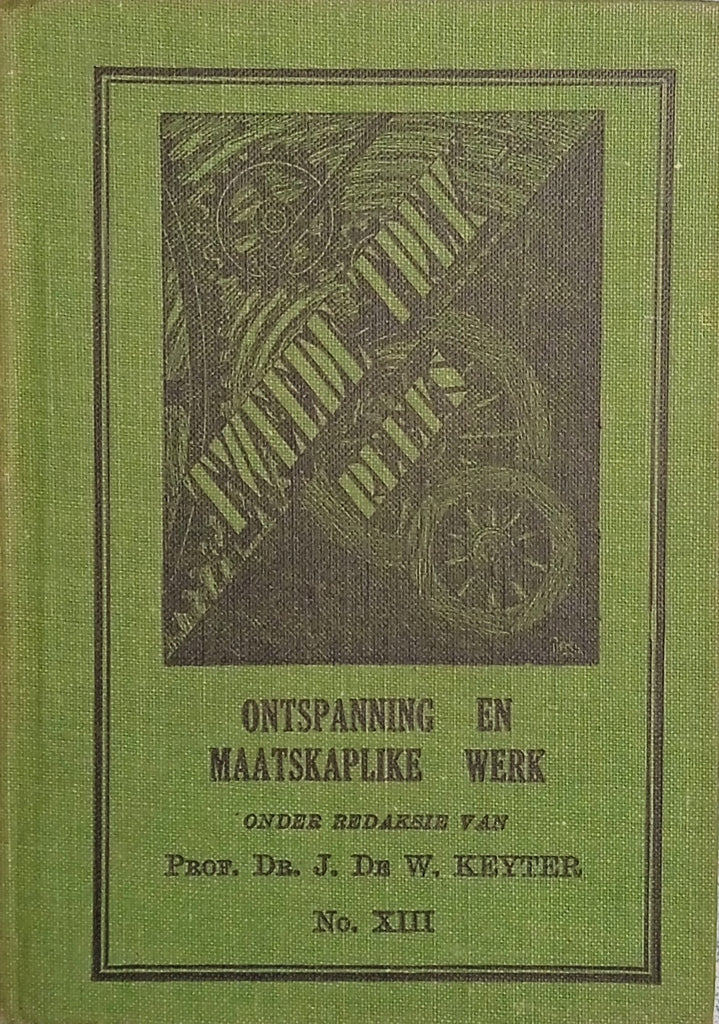 TWEEDE TREK
REEKS
ONTSPANNING EN
MAATSKAPLIKE WERK
ONDER REDAKSIE VAN
PROF. DR. J. DE W. KEYTER
No. XIII